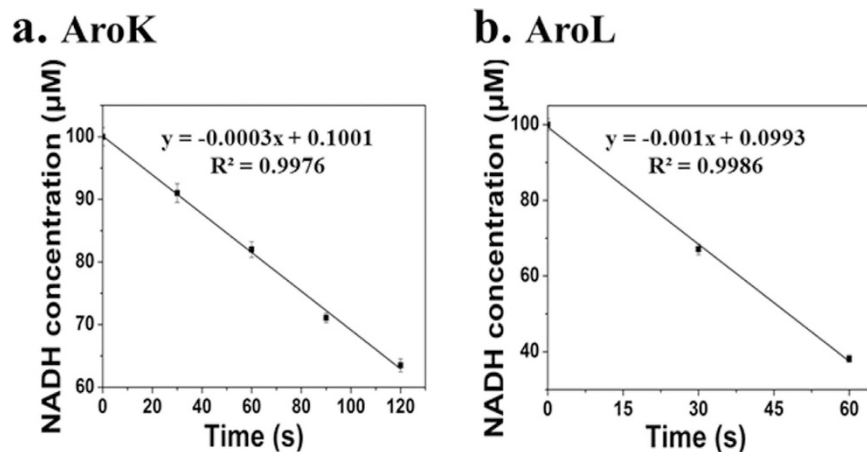 a. AroK
NADH concentration (μM)
100
90
80
70
60
y = -0.0003x + 0.1001
R² = 0.9976
0 20 40 60 80 100 120
Time (s)
b. AroL
NADH concentration (μM)
100
80
60
40
y = -0.001x + 0.0993
R² = 0.9986
0 15 30 45 60
Time (s)